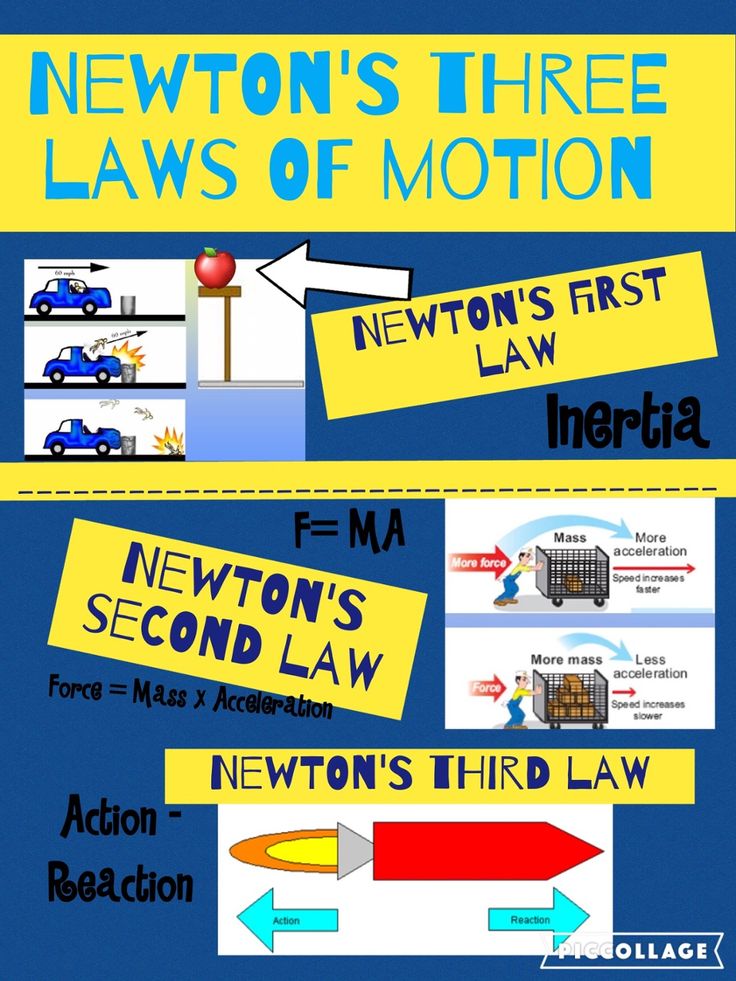 NEWTON'S THREE
LAWS OF MOTION
60 mph
60 mph
NEWTON'S FIRST
LAW
Inertia
F= MA
NEWTON'S
SECOND LAW
Force = Mass x Acceleration
More force
Mass
More
acceleration
Speed increases
faster
Force
More mass
Less
acceleration
Speed increases
slower
NEWTON'S THIRD LAW
Action -
Reaction
Action
Reaction
PICCOLLAGE